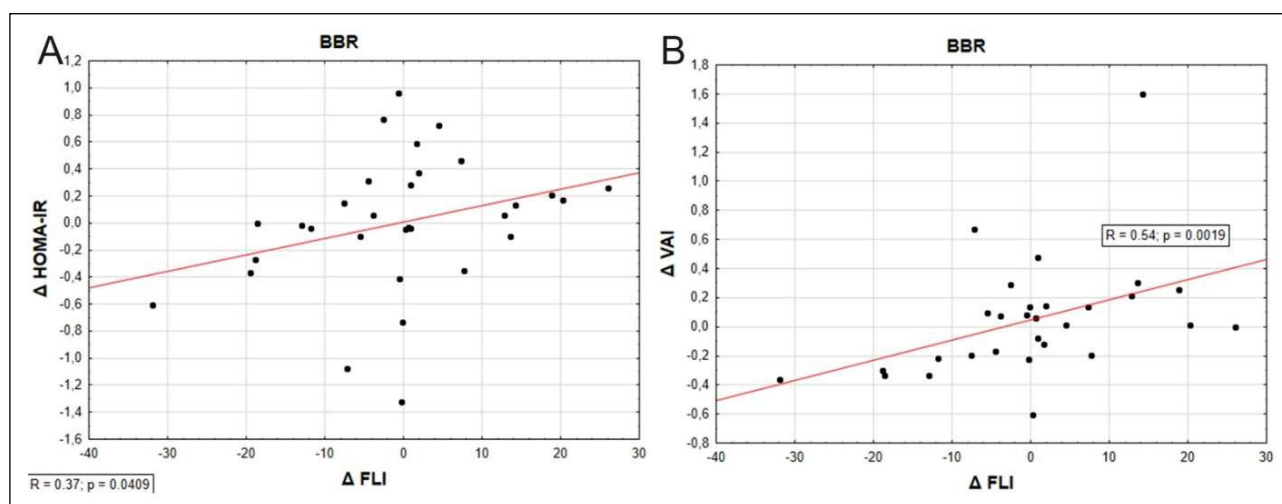 A
BBR
1,2
1,0
0,8
0,6
0,4
0,2
0,0
-0,2
-0,4
-0,6
-0,8
-1,0
-1,2
-1,4
-1,6
Δ HOMA-IR
-40 -30 -20 -10 0 10 20 30
Δ FLI
R = 0.37; p = 0.0409
B
BBR
1,8
1,6
1,4
1,2
1,0
0,8
0,6
0,4
0,2
0,0
-0,2
-0,4
-0,6
-0,8
Δ VAI
R = 0.54; p = 0.0019
-40 -30 -20 -10 0 10 20 30
Δ FLI